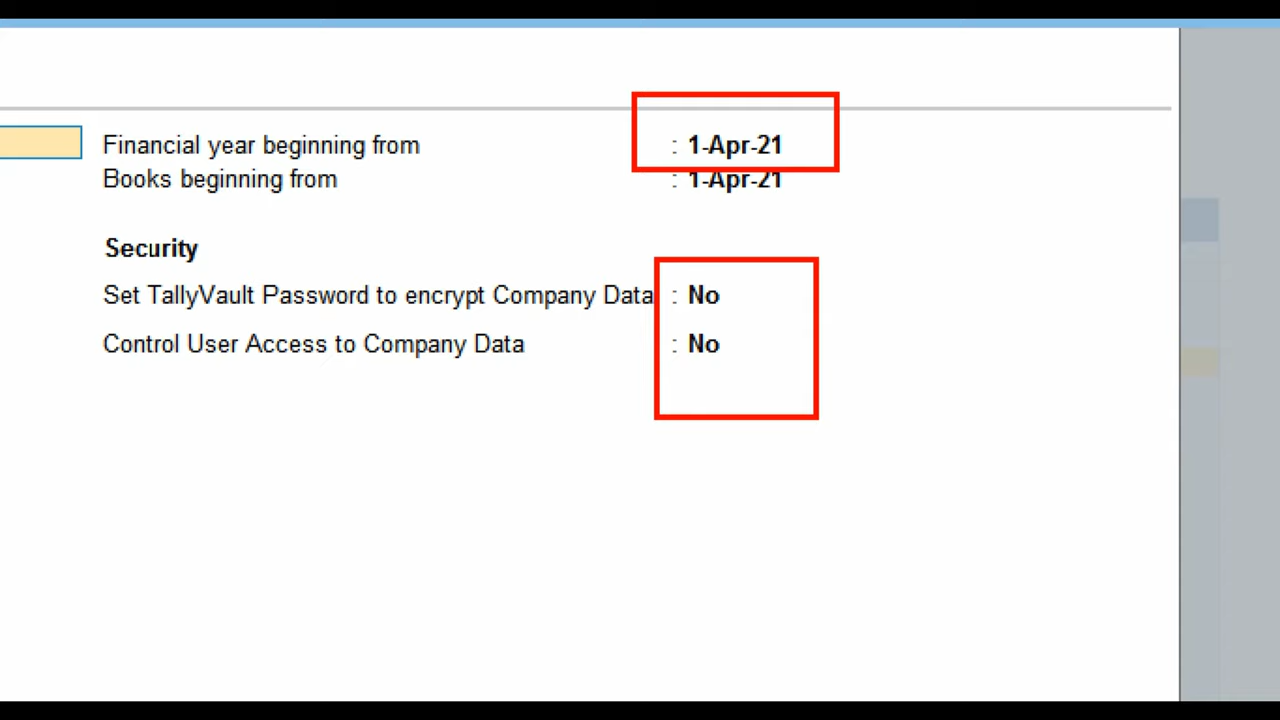 Financial year beginning from : 1-Apr-21
Books beginning from : 1-Apr-21
Security
Set TallyVault Password to encrypt Company Data : No
Control User Access to Company Data : No